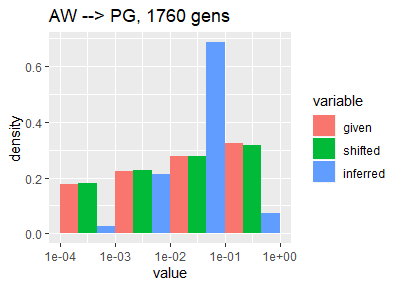 AW --> PG, 1760 gens
density
0.6
0.4
0.2
0.0
1e-04 1e-03 1e-02 1e-01 1e+00
value
variable
given
shifted
inferred